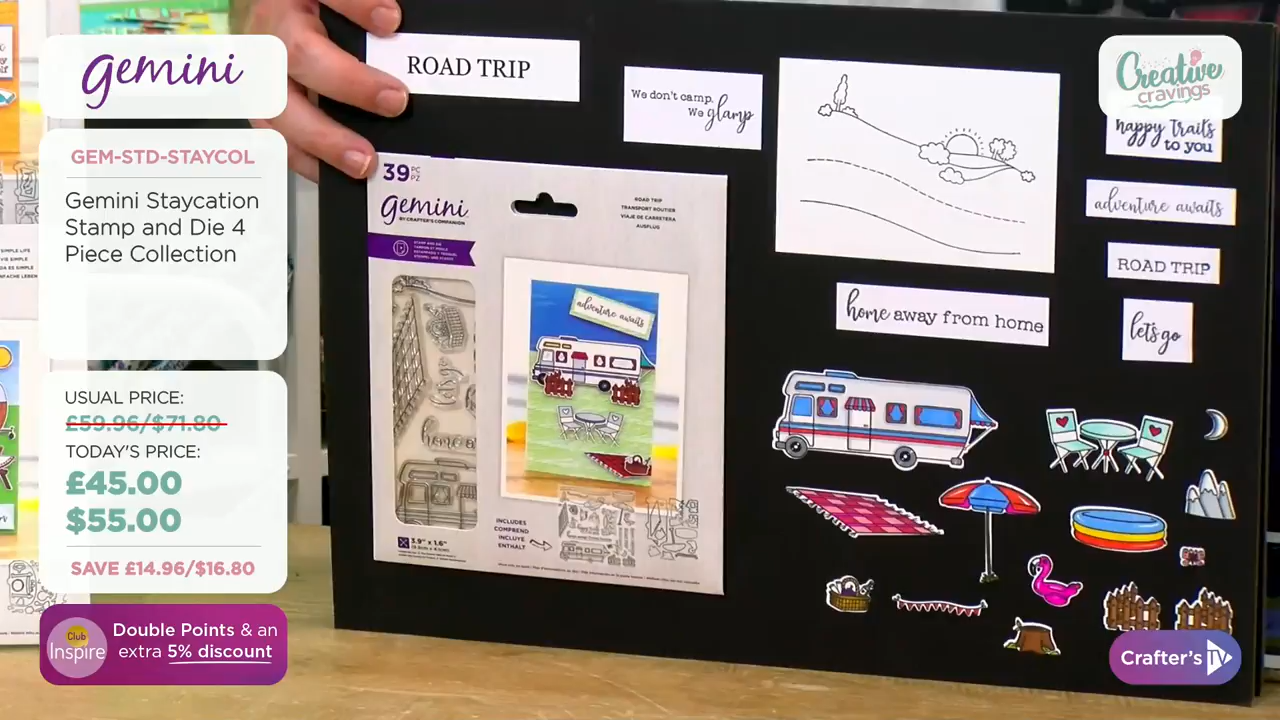 gemini
GEM-STD-STAYCOL
Gemini Staycation
Stamp and Die 4
Piece Collection
USUAL PRICE:
£59.96/$71.80
TODAY'S PRICE:
£45.00
$55.00
SAVE £14.96/$16.80
Club
Inspire
Double Points & an
extra 5% discount
ROAD TRIP
We don't camp,
We glamp
39 PC
PZ
gemini
BY CRAFTER'S COMPANION
ROAD TRIP
TRANSPORT ROUTIER
VIAJE DE CARRETERA
AUSFLUG
adventure awaits
INCLUDES
COMPREND
INCLUYE
ENTHÄLT
3.9" x 1.6"
home away from home
Creative
cravings
happy trails
to you
adventure awaits
ROAD TRIP
let's go
Crafter's TV